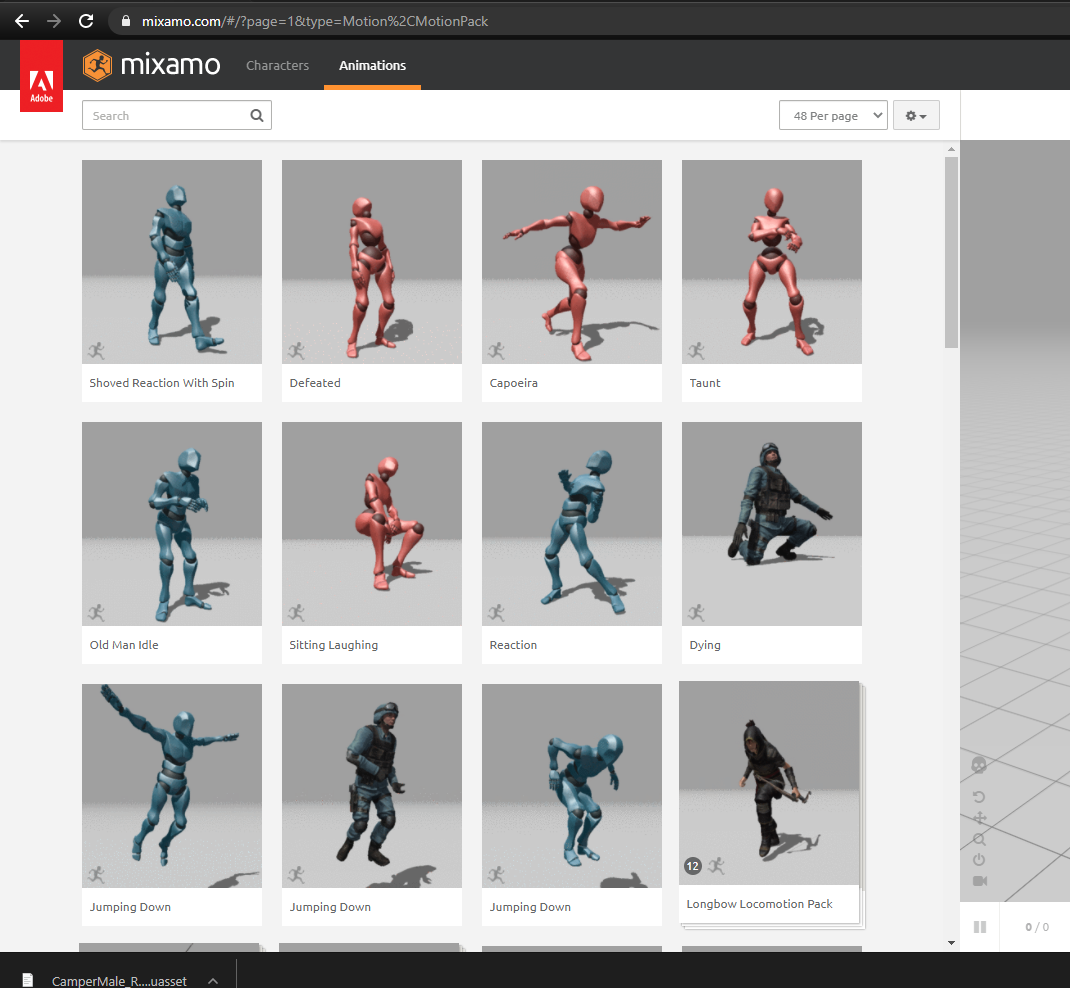 mixamo.com/#/?page=1&type=Motion%2CMotionPack
Adobe
mixamo
Characters
Animations
Search
48 Per page
Shoved Reaction With Spin
Defeated
Capoeira
Taunt
Old Man Idle
Sitting Laughing
Reaction
Dying
Jumping Down
Jumping Down
Jumping Down
12
Longbow Locomotion Pack
0 / 0
CamperMale_R....uasset